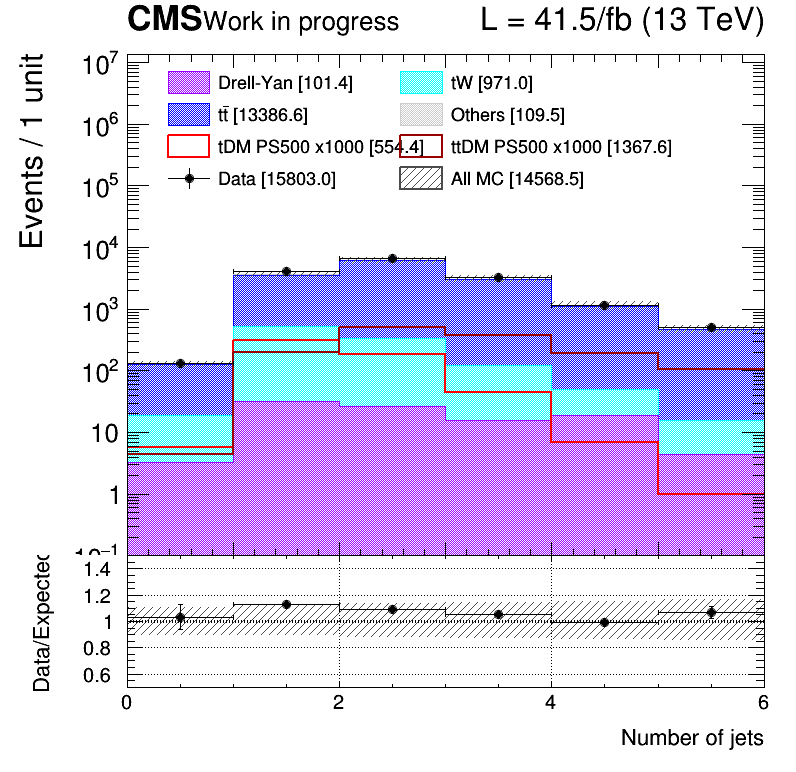 CMS Work in progress L = 41.5/fb (13 TeV)
Events / 1 unit
10⁷
10⁶
10⁵
10⁴
10³
10²
10
1
10⁻¹
Drell-Yan [101.4] tW [971.0]
tt̄ [13386.6] Others [109.5]
tDM PS500 x1000 [554.4] ttDM PS500 x1000 [1367.6]
Data [15803.0] All MC [14568.5]
Data/Expected
1.4
1.2
1
0.8
0.6
0 2 4 6
Number of jets